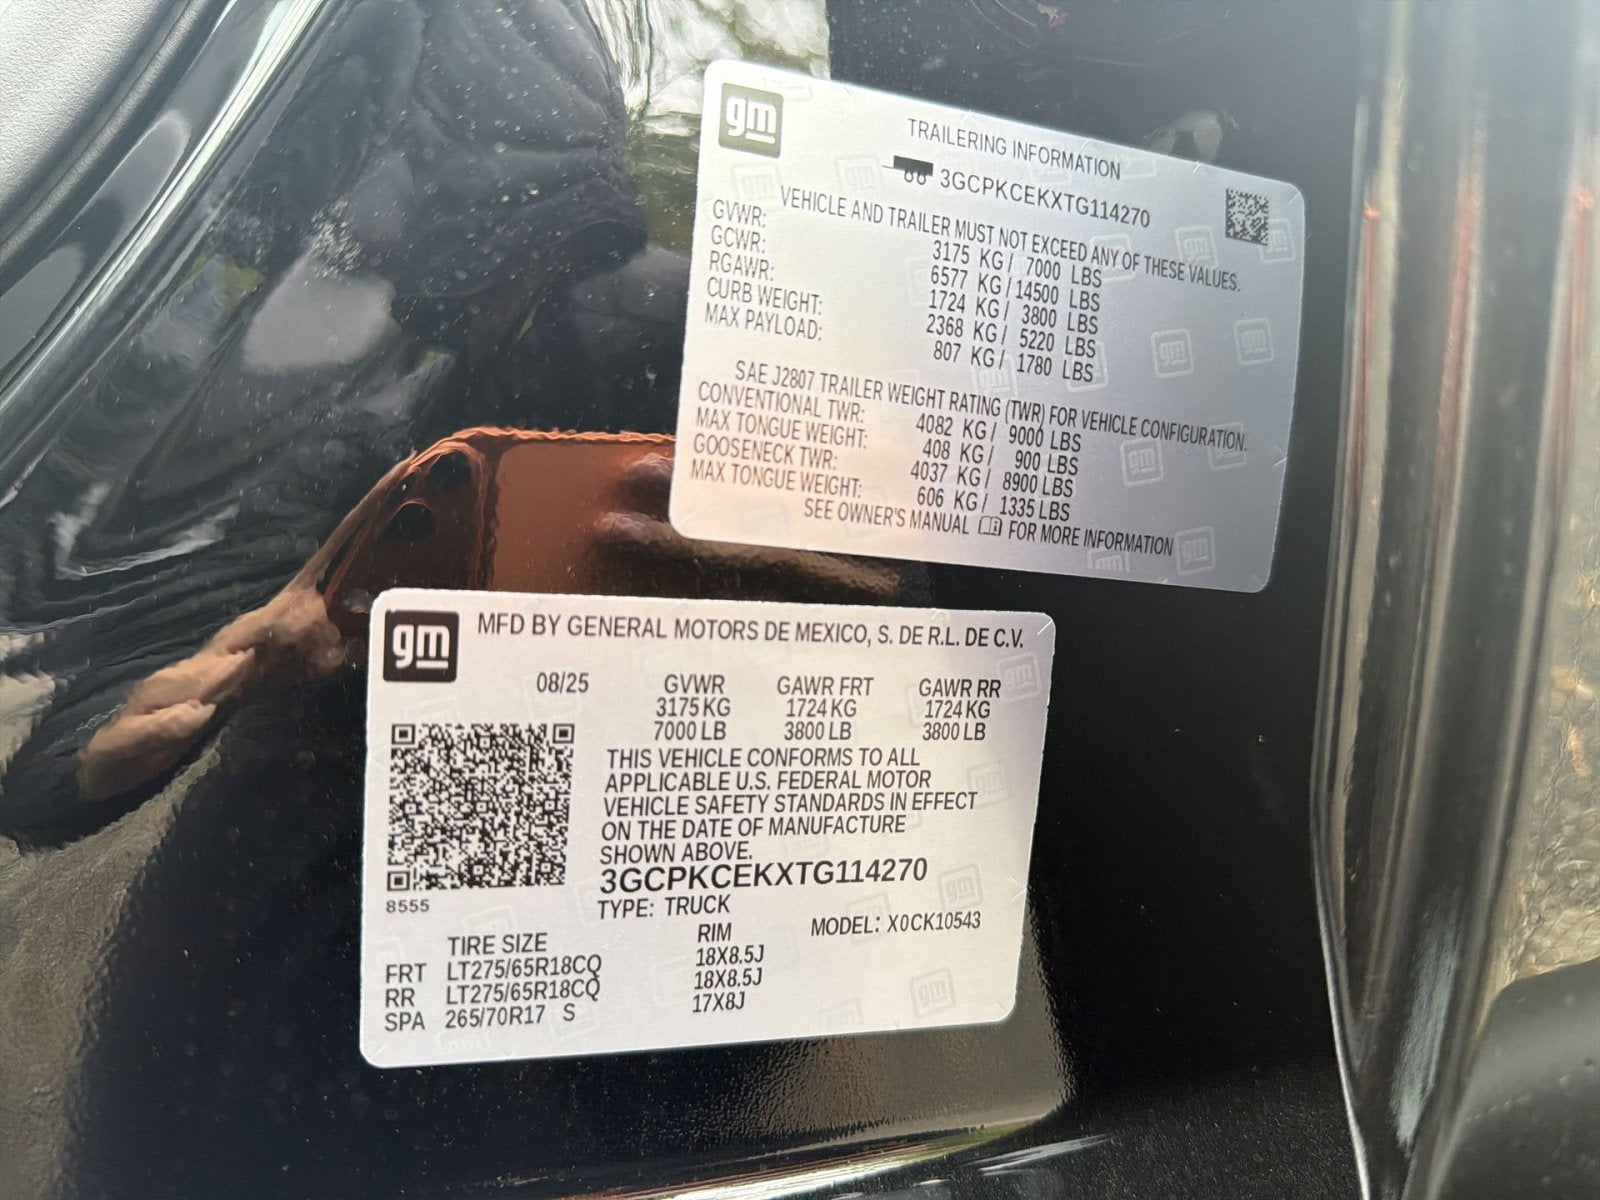 gm
TRAILERING INFORMATION
3GCPKCEKXTG114270
VEHICLE AND TRAILER MUST NOT EXCEED ANY OF THESE VALUES.
GVWR: 3175 KG/ 7000 LBS
GCWR: 6577 KG/ 14500 LBS
RGAWR: 1724 KG/ 3800 LBS
CURB WEIGHT: 2368 KG/ 5220 LBS
MAX PAYLOAD: 807 KG/ 1780 LBS
SAE J2807 TRAILER WEIGHT RATING (TWR) FOR VEHICLE CONFIGURATION.
CONVENTIONAL TWR: 4082 KG/ 9000 LBS
MAX TONGUE WEIGHT: 408 KG/ 900 LBS
GOOSENECK TWR: 4037 KG/ 8900 LBS
MAX TONGUE WEIGHT: 606 KG/ 1335 LBS
SEE OWNER'S MANUAL FOR MORE INFORMATION
gm
MFD BY GENERAL MOTORS DE MEXICO, S. DE R.L. DE C.V.
08/25 GVWR GAWR FRT GAWR RR
3175 KG 1724 KG 1724 KG
7000 LB 3800 LB 3800 LB
THIS VEHICLE CONFORMS TO ALL
APPLICABLE U.S. FEDERAL MOTOR
VEHICLE SAFETY STANDARDS IN EFFECT
ON THE DATE OF MANUFACTURE
SHOWN ABOVE.
3GCPKCEKXTG114270
8555
TYPE: TRUCK
MODEL: X0CK10543
TIRE SIZE RIM
FRT LT275/65R18CQ 18X8.5J
RR LT275/65R18CQ 18X8.5J
SPA 265/70R17 S 17X8J